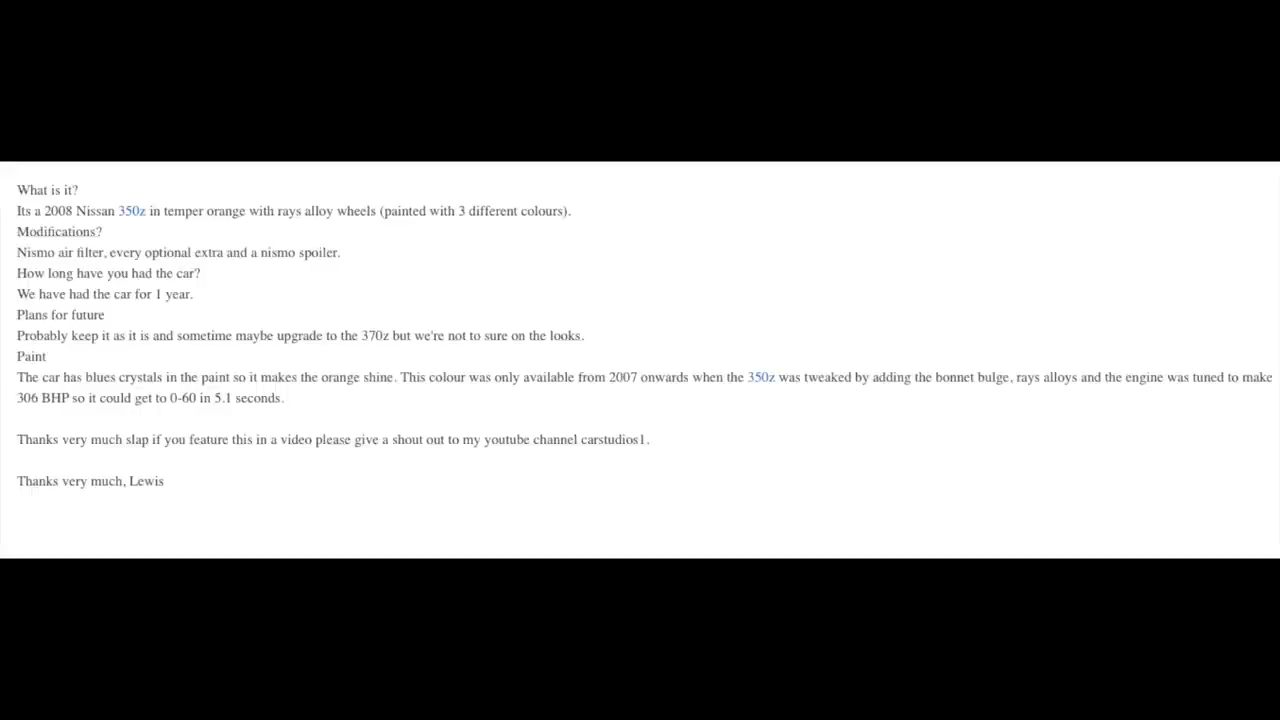 What is it?
Its a 2008 Nissan 350z in temper orange with rays alloy wheels (painted with 3 different colours).
Modifications?
Nismo air filter, every optional extra and a nismo spoiler.
How long have you had the car?
We have had the car for 1 year.
Plans for future
Probably keep it as it is and sometime maybe upgrade to the 370z but we're not to sure on the looks.
Paint
The car has blues crystals in the paint so it makes the orange shine. This colour was only available from 2007 onwards when the 350z was tweaked by adding the bonnet bulge, rays alloys and the engine was tuned to make
306 BHP so it could get to 0-60 in 5.1 seconds.
Thanks very much slap if you feature this in a video please give a shout out to my youtube channel carstudios1.
Thanks very much, Lewis